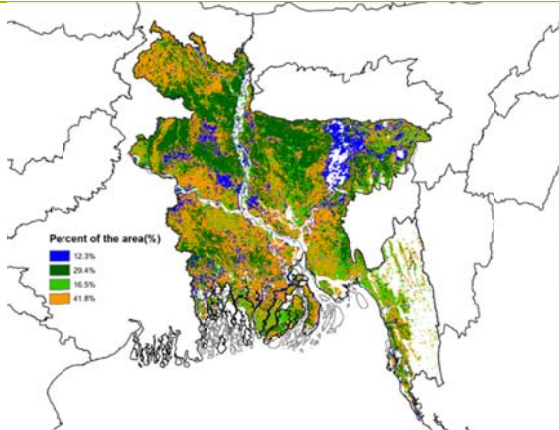 Percent of the area(%)
12.3%
29.4%
16.5%
41.8%